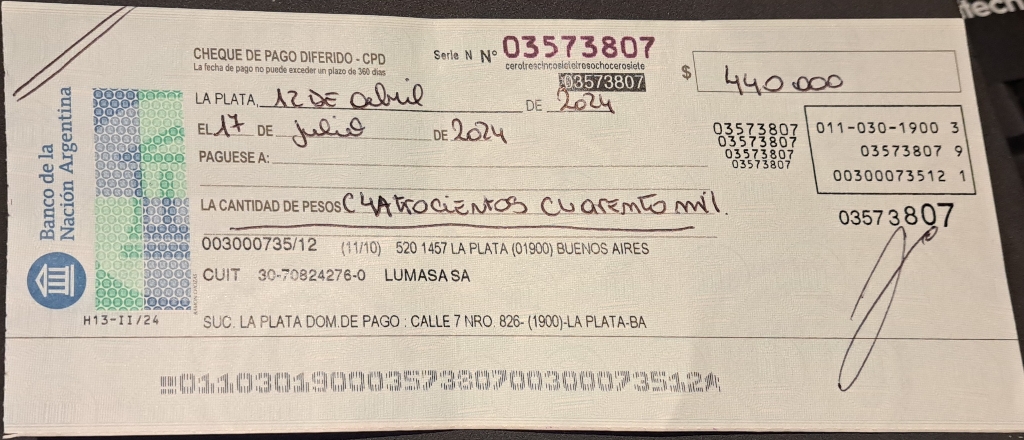 tech
CHEQUE DE PAGO DIFERIDO - CPD
La fecha de pago no puede exceder un plazo de 360 días
Serie N Nº 03573807
cerotrescincosietetresochocerosiete
03573807
$ 440.000
LA PLATA, 12 DE abril DE 2024
EL 17 DE julio DE 2024
PAGUESE A:
03573807
03573807
03573807
03573807
011-030-1900 3
03573807 9
00300073512 1
LA CANTIDAD DE PESOS CUATROCIENTOS CUARENTA MIL.
03573807
003000735/12 (11/10) 520 1457 LA PLATA (01900) BUENOS AIRES
CUIT 30-70824276-0 LUMASA SA
SUC. LA PLATA DOM.DE PAGO : CALLE 7 NRO. 826- (1900)-LA PLATA-BA
Banco de la
Nación Argentina
H13-II/24
01103019000357380700300073512